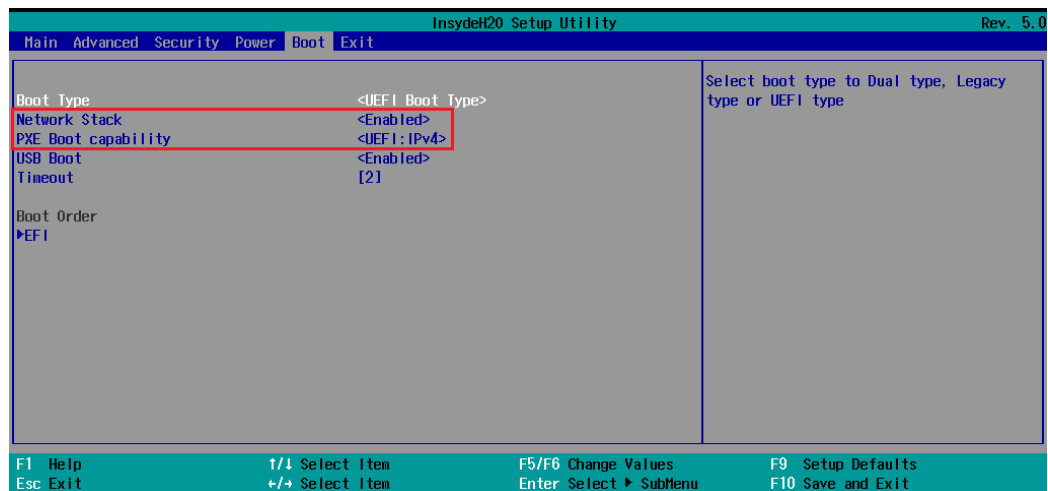 InsydeH20 Setup Utility Rev. 5.0
Main Advanced Security Power Boot Exit
Boot Type <UEFI Boot Type>
Network Stack <Enabled>
PXE Boot capability <UEFI:IPv4>
USB Boot <Enabled>
Timeout [2]
Boot Order
▶EFI
Select boot type to Dual type, Legacy
type or UEFI type
F1 Help ↑/↓ Select Item F5/F6 Change Values F9 Setup Defaults
Esc Exit ←/→ Select Item Enter Select ▶ SubMenu F10 Save and Exit